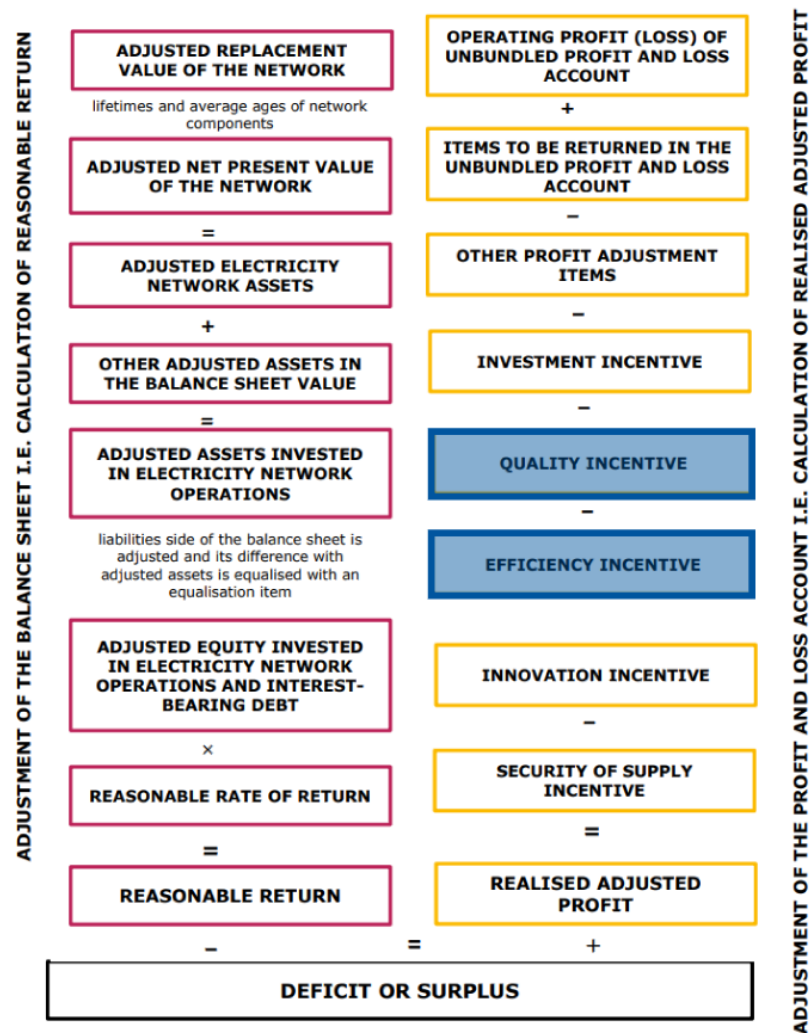 ADJUSTMENT OF THE BALANCE SHEET I.E. CALCULATION OF REASONABLE RETURN
ADJUSTED REPLACEMENT
VALUE OF THE NETWORK
lifetimes and average ages of network
components
ADJUSTED NET PRESENT VALUE
OF THE NETWORK
=
ADJUSTED ELECTRICITY
NETWORK ASSETS
+
OTHER ADJUSTED ASSETS IN
THE BALANCE SHEET VALUE
=
ADJUSTED ASSETS INVESTED
IN ELECTRICITY NETWORK
OPERATIONS
liabilities side of the balance sheet is
adjusted and its difference with
adjusted assets is equalised with an
equalisation item
ADJUSTED EQUITY INVESTED
IN ELECTRICITY NETWORK
OPERATIONS AND INTEREST-
BEARING DEBT
×
REASONABLE RATE OF RETURN
=
REASONABLE RETURN
–
OPERATING PROFIT (LOSS) OF
UNBUNDLED PROFIT AND LOSS
ACCOUNT
+
ITEMS TO BE RETURNED IN THE
UNBUNDLED PROFIT AND LOSS
ACCOUNT
–
OTHER PROFIT ADJUSTMENT
ITEMS
–
INVESTMENT INCENTIVE
–
QUALITY INCENTIVE
–
EFFICIENCY INCENTIVE
INNOVATION INCENTIVE
–
SECURITY OF SUPPLY
INCENTIVE
=
REALISED ADJUSTED
PROFIT
+
=
DEFICIT OR SURPLUS
ADJUSTMENT OF THE PROFIT AND LOSS ACCOUNT I.E. CALCULATION OF REALISED ADJUSTED PROFIT